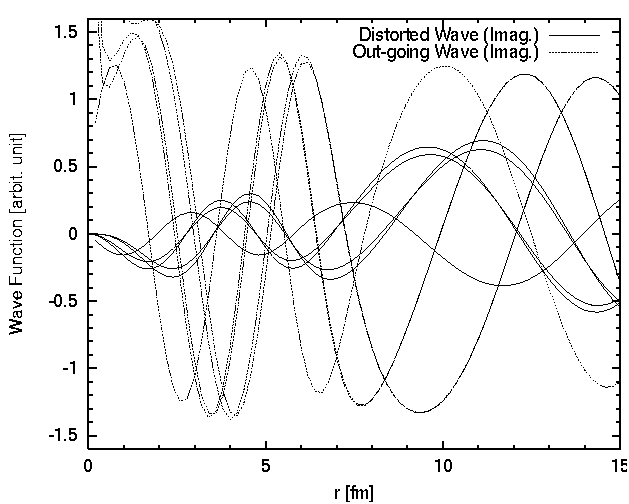 Distorted Wave (Imag.)
Out-going Wave (Imag.)
1.5
1
0.5
0
-0.5
-1
-1.5
Wave Function [arbit. unit]
0
5
10
15
r [fm]